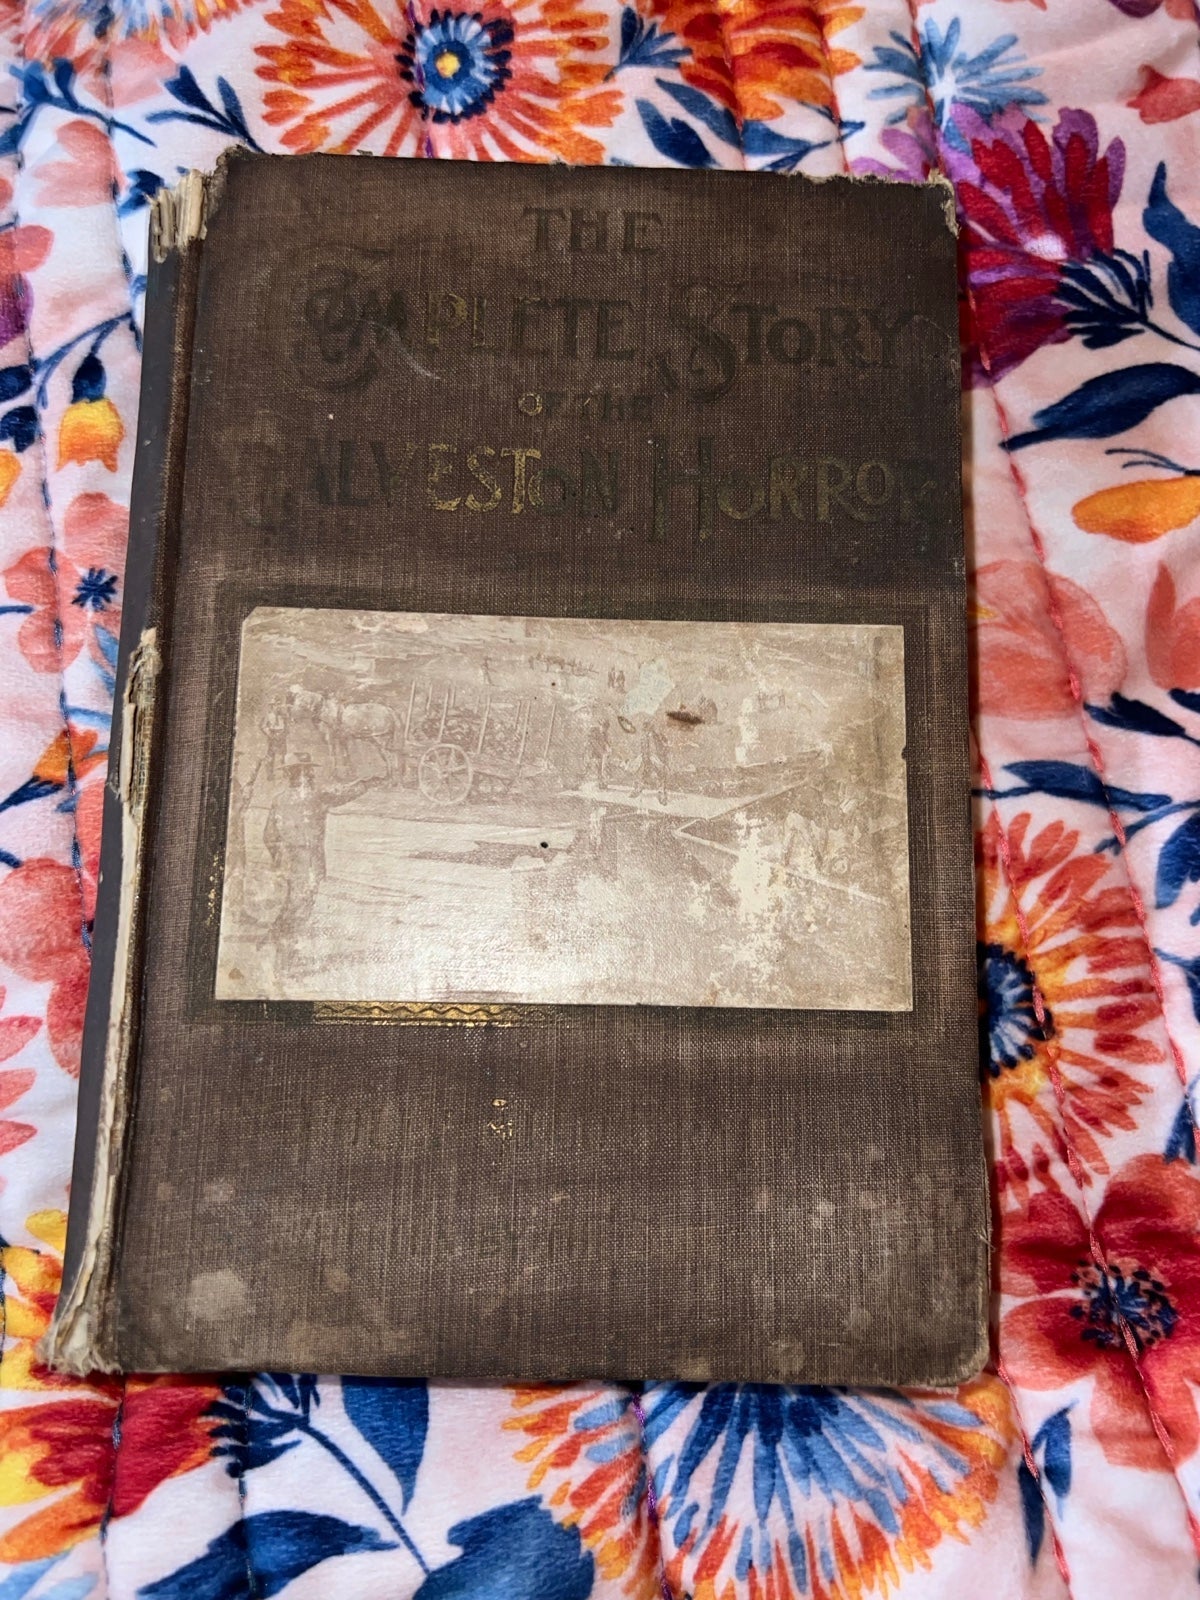 THE
COMPLETE STORY
OF THE
GALVESTON HORROR